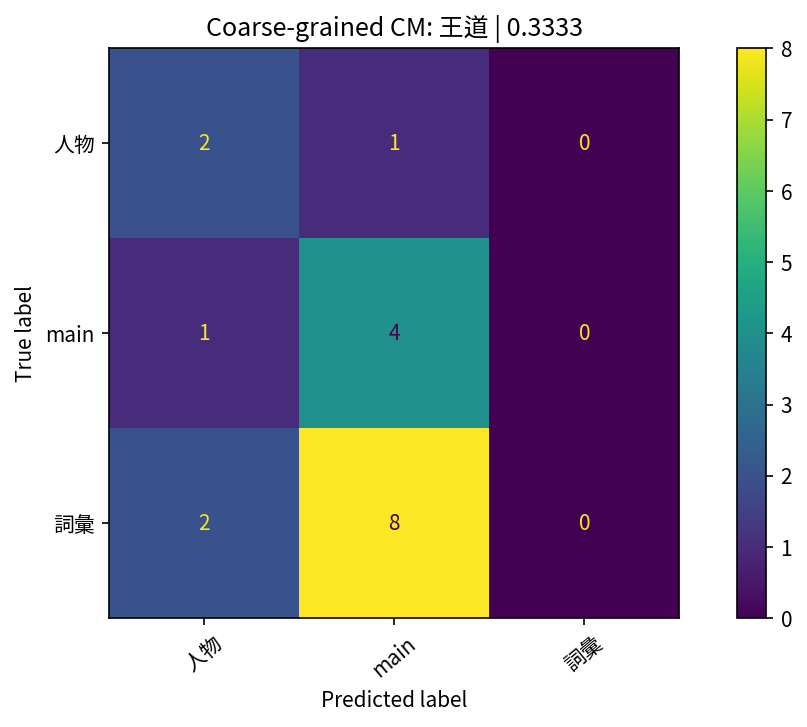 Coarse-grained CM: 王道 | 0.3333
True label
人物
2 1 0
main
1 4 0
詞彙
2 8 0
人物 main 詞彙
Predicted label
8
7
6
5
4
3
2
1
0